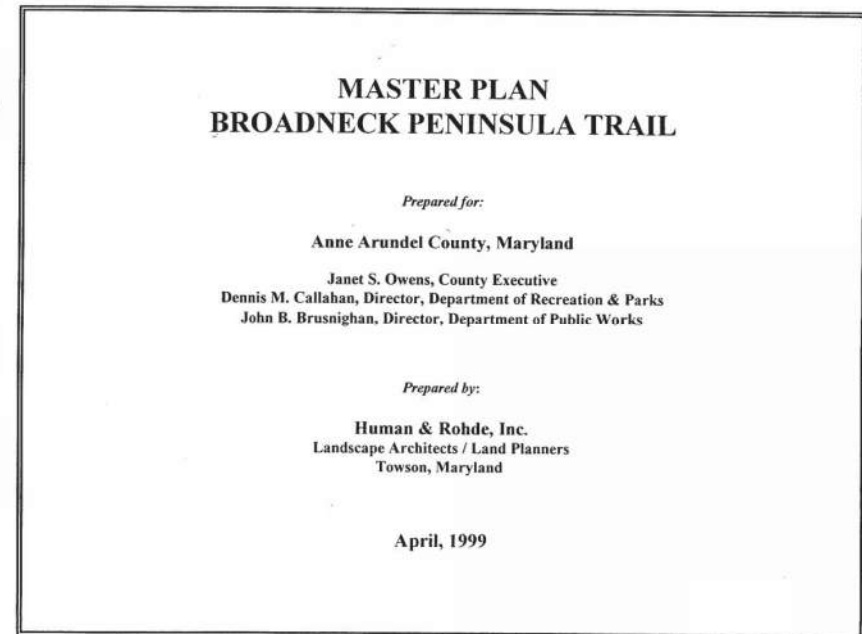 MASTER PLAN
BROADNECK PENINSULA TRAIL
Prepared for:
Anne Arundel County, Maryland
Janet S. Owens, County Executive
Dennis M. Callahan, Director, Department of Recreation & Parks
John B. Brusnighan, Director, Department of Public Works
Prepared by:
Human & Rohde, Inc.
Landscape Architects / Land Planners
Towson, Maryland
April, 1999